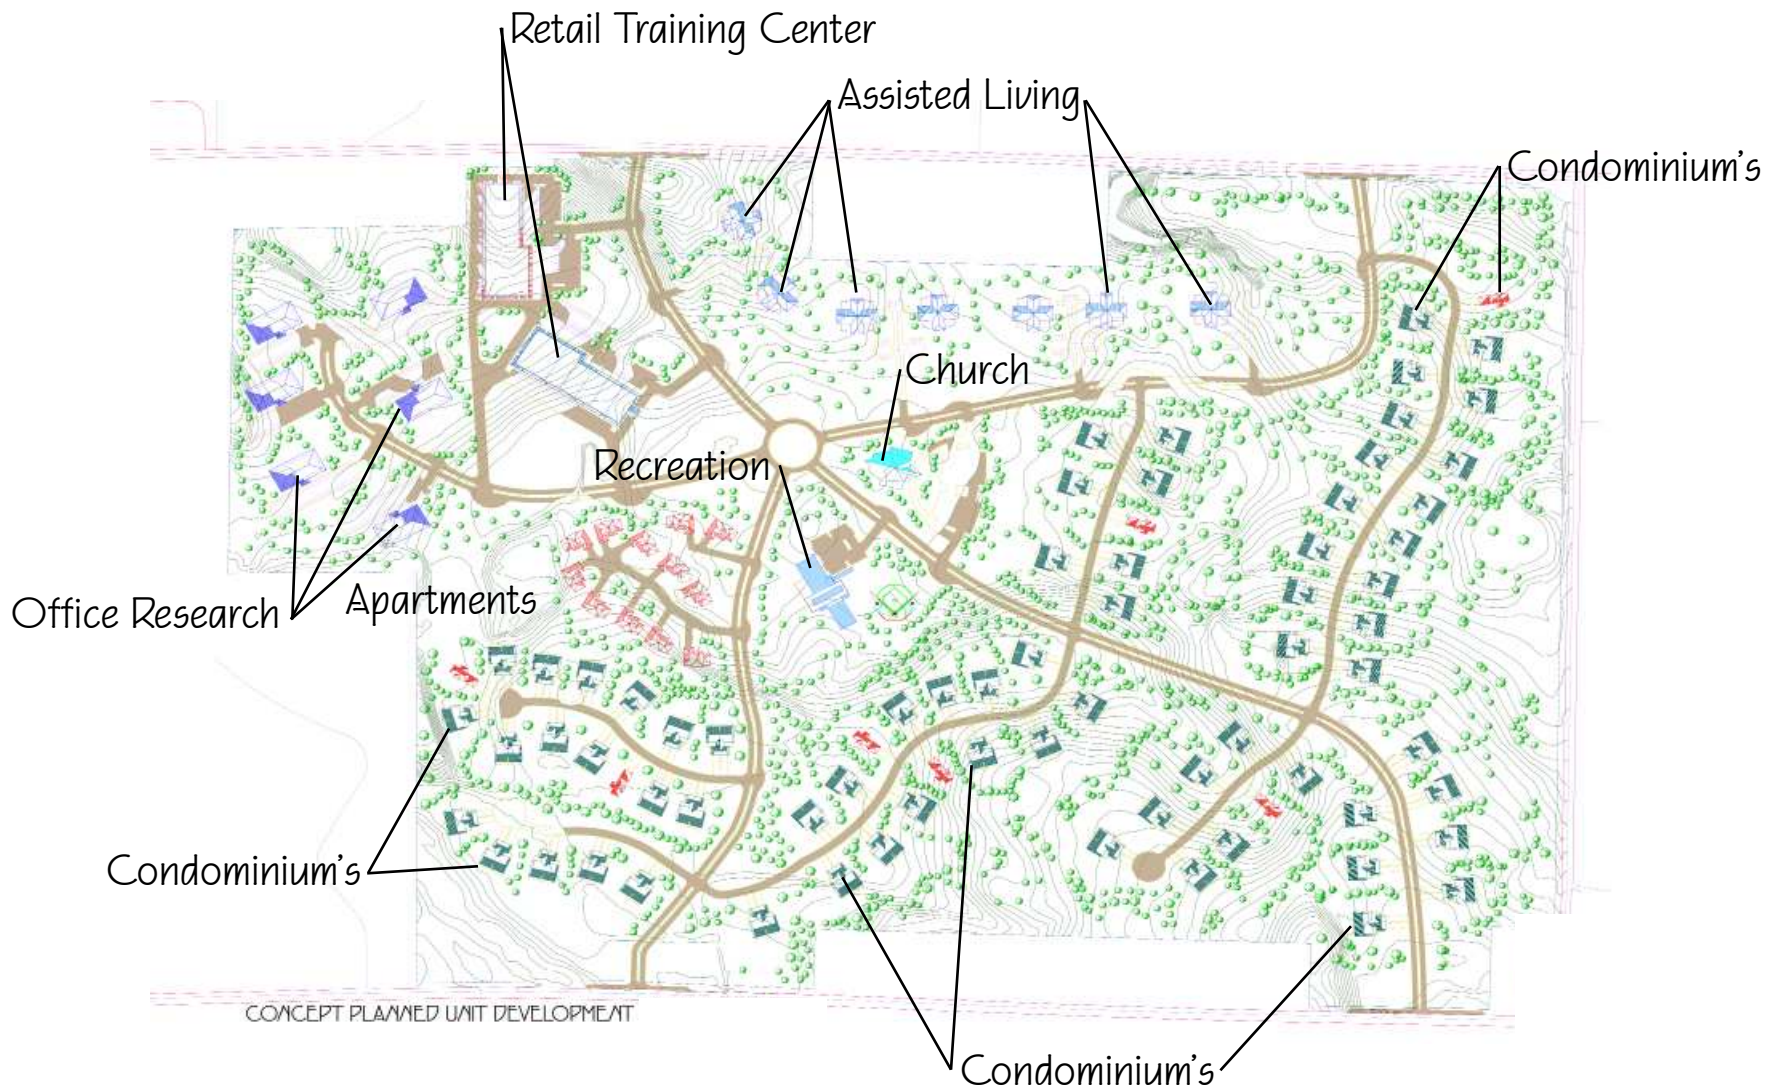 Retail Training Center
Assisted Living
Condominium's
Church
Recreation
Office Research
Apartments
Condominium's
CONCEPT PLANNED UNIT DEVELOPMENT
Condominium's